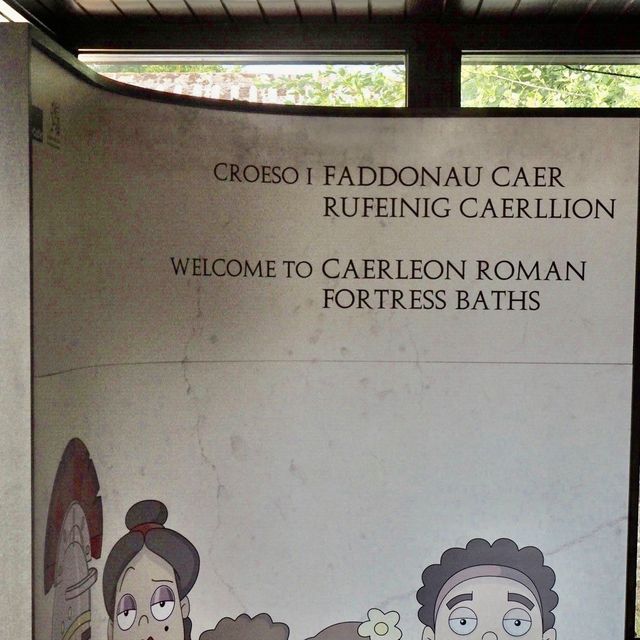 CROESO I FADDONAU CAER
RUFEINIG CAERLLION
WELCOME TO CAERLEON ROMAN
FORTRESS BATHS